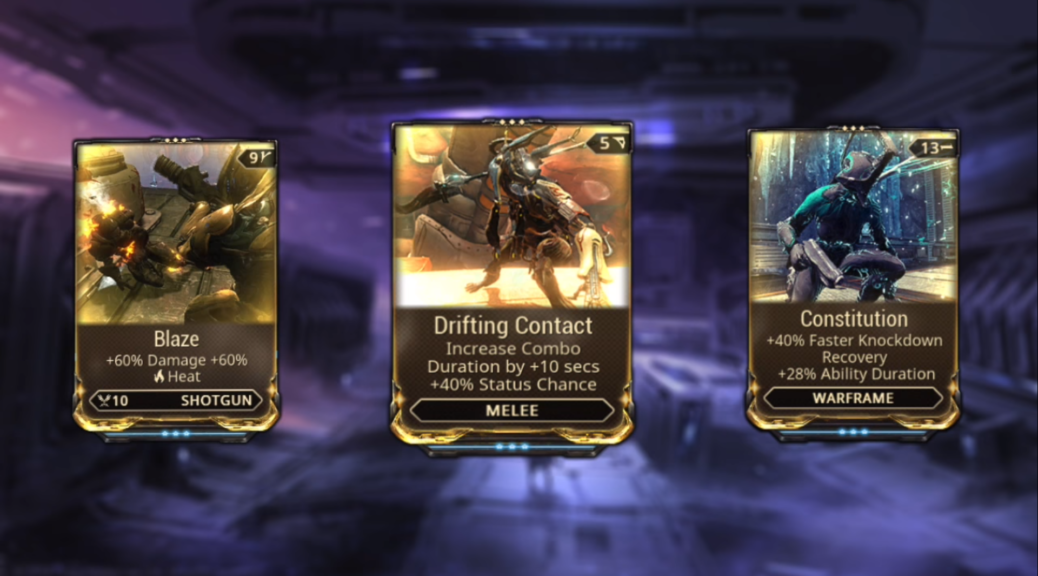 9
Blaze
+60% Damage +60%
Heat
10 SHOTGUN
5
Drifting Contact
Increase Combo
Duration by +10 secs
+40% Status Chance
MELEE
13
Constitution
+40% Faster Knockdown
Recovery
+28% Ability Duration
WARFRAME